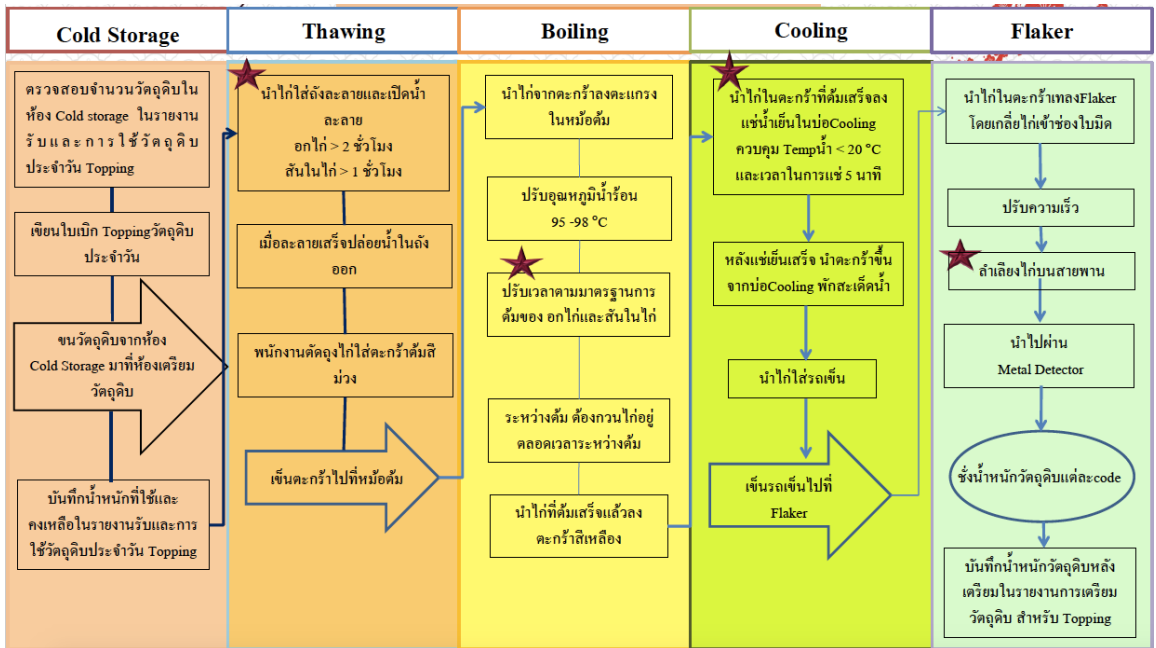 Cold Storage
ตรวจสอบจำนวนวัตถุดิบใน
ห้อง Cold storage ในรายงาน
รับและการใช้วัตถุดิบ
ประจำวัน Topping
เขียนใบเบิก Toppingวัตถุดิบ
ประจำวัน
ขนวัตถุดิบจากห้อง
Cold Storage มาที่ห้องเตรียม
วัตถุดิบ
บันทึกน้ำหนักที่ใช้และ
คงเหลือในรายงานรับและการ
ใช้วัตถุดิบประจำวัน Topping
Thawing
นำไก่ใส่ถังละลายและเปิดน้ำ
ละลาย
อกไก่ > 2 ชั่วโมง
สันในไก่ > 1 ชั่วโมง
เมื่อละลายเสร็จปล่อยน้ำในถัง
ออก
พนักงานตัดถุงไก่ใส่ตะกร้าต้มสี
ม่วง
เข็นตะกร้าไปที่หม้อต้ม
Boiling
นำไก่จากตะกร้าลงตะแกรง
ในหม้อต้ม
ปรับอุณหภูมิน้ำร้อน
95 -98 °C
ปรับเวลาตามมาตรฐานการ
ต้มของ อกไก่และสันในไก่
ระหว่างต้ม ต้องกวนไก่อยู่
ตลอดเวลาระหว่างต้ม
นำไก่ที่ต้มเสร็จแล้วลง
ตะกร้าสีเหลือง
Cooling
นำไก่ในตะกร้าที่ต้มเสร็จลง
แช่น้ำเย็นในบ่อCooling
ควบคุม Tempน้ำ < 20 °C
และเวลาในการแช่ 5 นาที
หลังแช่เย็นเสร็จ นำตะกร้าขึ้น
จากบ่อCooling พักสะเด็ดน้ำ
นำไก่ใส่รถเข็น
เข็นรถเข็นไปที่
Flaker
Flaker
นำไก่ในตะกร้าเทลงFlaker
โดยเกลี่ยไก่เข้าช่องใบมีด
ปรับความเร็ว
ลำเลียงไก่บนสายพาน
นำไปผ่าน
Metal Detector
ชั่งน้ำหนักวัตถุดิบแต่ละcode
บันทึกน้ำหนักวัตถุดิบหลัง
เตรียมในรายงานการเตรียม
วัตถุดิบ สำหรับ Topping